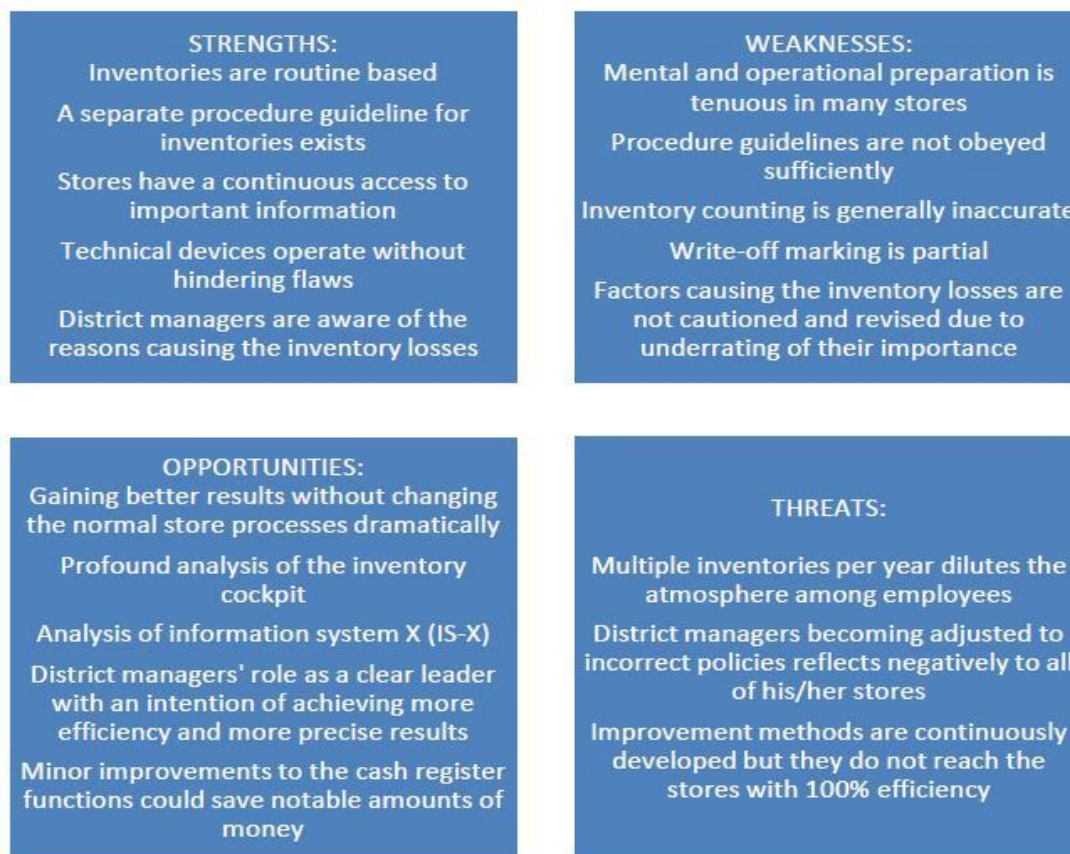 STRENGTHS:
Inventories are routine based
A separate procedure guideline for
inventories exists
Stores have a continuous access to
important information
Technical devices operate without
hindering flaws
District managers are aware of the
reasons causing the inventory losses
WEAKNESSES:
Mental and operational preparation is
tenuous in many stores
Procedure guidelines are not obeyed
sufficiently
Inventory counting is generally inaccurate
Write-off marking is partial
Factors causing the inventory losses are
not cautioned and revised due to
underrating of their importance
OPPORTUNITIES:
Gaining better results without changing
the normal store processes dramatically
Profound analysis of the inventory
cockpit
Analysis of information system X (IS-X)
District managers' role as a clear leader
with an intention of achieving more
efficiency and more precise results
Minor improvements to the cash register
functions could save notable amounts of
money
THREATS:
Multiple inventories per year dilutes the
atmosphere among employees
District managers becoming adjusted to
incorrect policies reflects negatively to all
of his/her stores
Improvement methods are continuously
developed but they do not reach the
stores with 100% efficiency